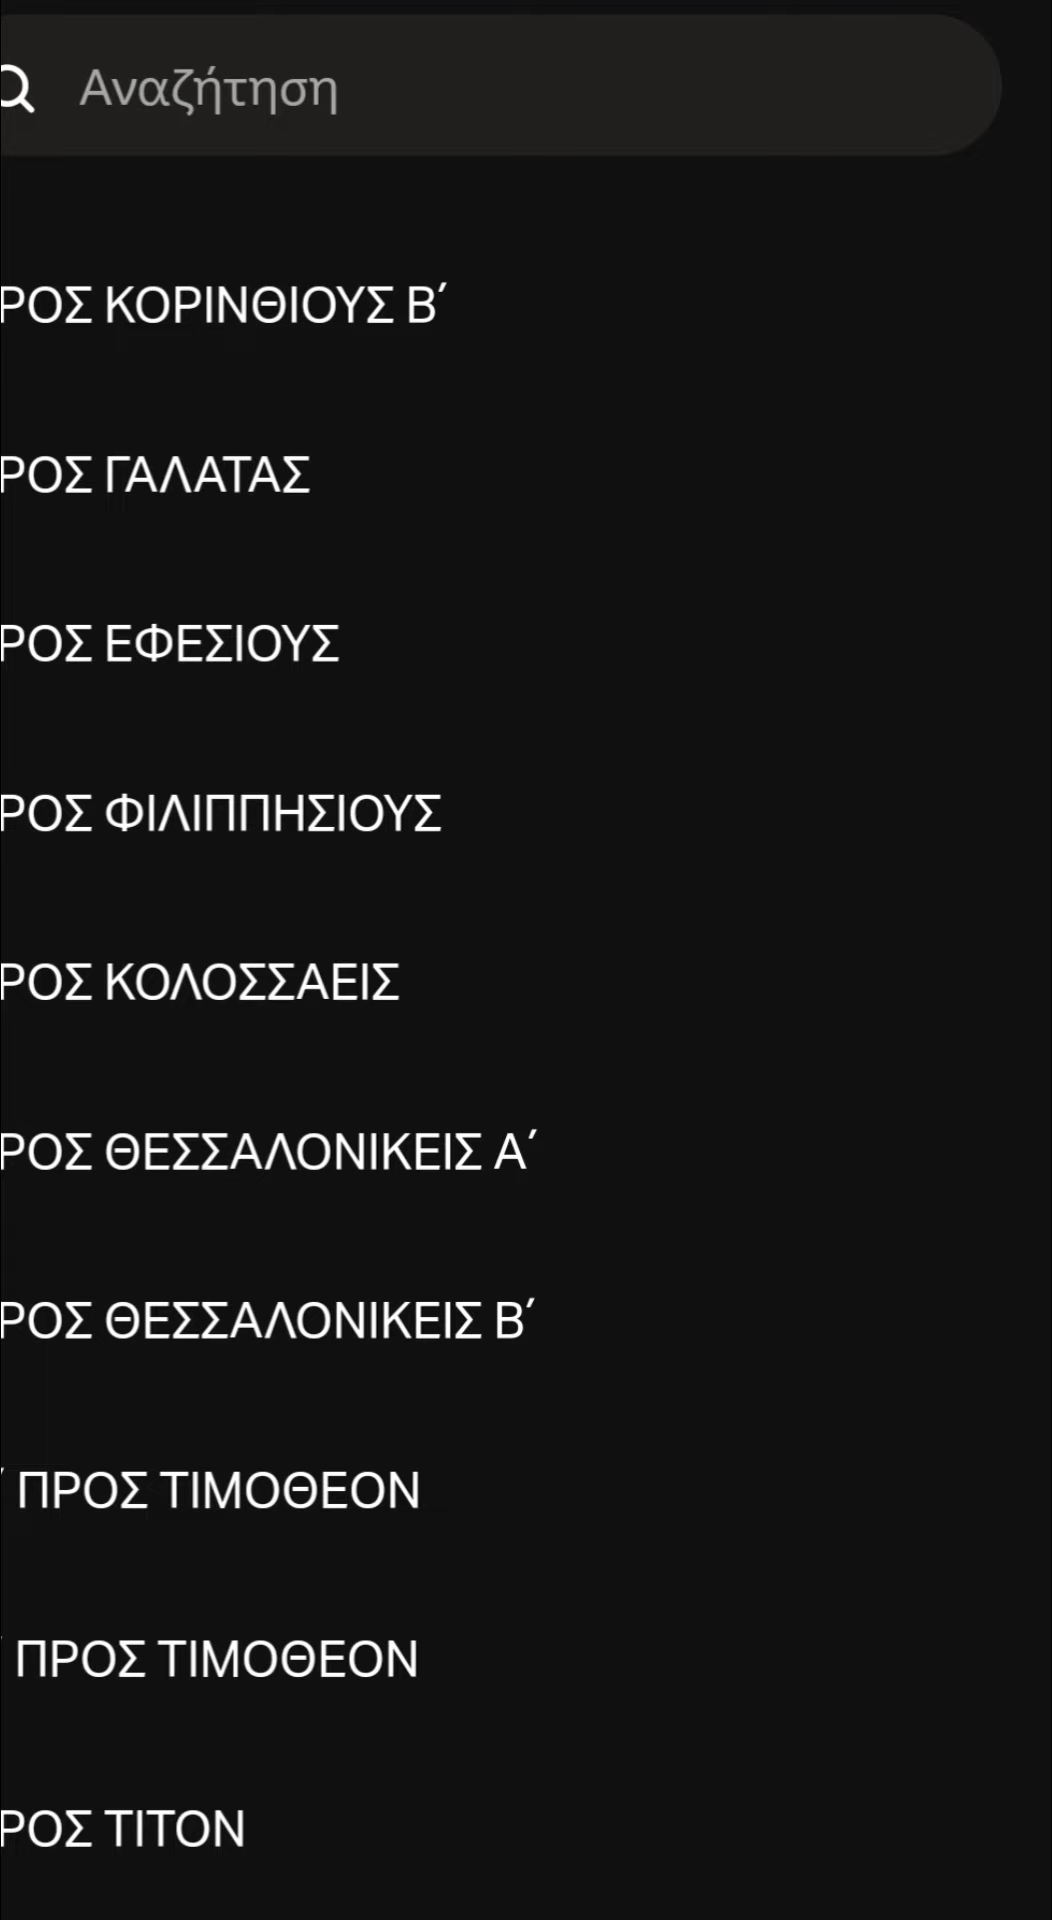 Αναζήτηση
ΡΟΣ ΚΟΡΙΝΘΙΟΥΣ Β΄
ΡΟΣ ΓΑΛΑΤΑΣ
ΡΟΣ ΕΦΕΣΙΟΥΣ
ΡΟΣ ΦΙΛΙΠΠΗΣΙΟΥΣ
ΡΟΣ ΚΟΛΟΣΣΑΕΙΣ
ΡΟΣ ΘΕΣΣΑΛΟΝΙΚΕΙΣ Α΄
ΡΟΣ ΘΕΣΣΑΛΟΝΙΚΕΙΣ Β΄
΄ ΠΡΟΣ ΤΙΜΟΘΕΟΝ
΄ ΠΡΟΣ ΤΙΜΟΘΕΟΝ
ΡΟΣ ΤΙΤΟΝ